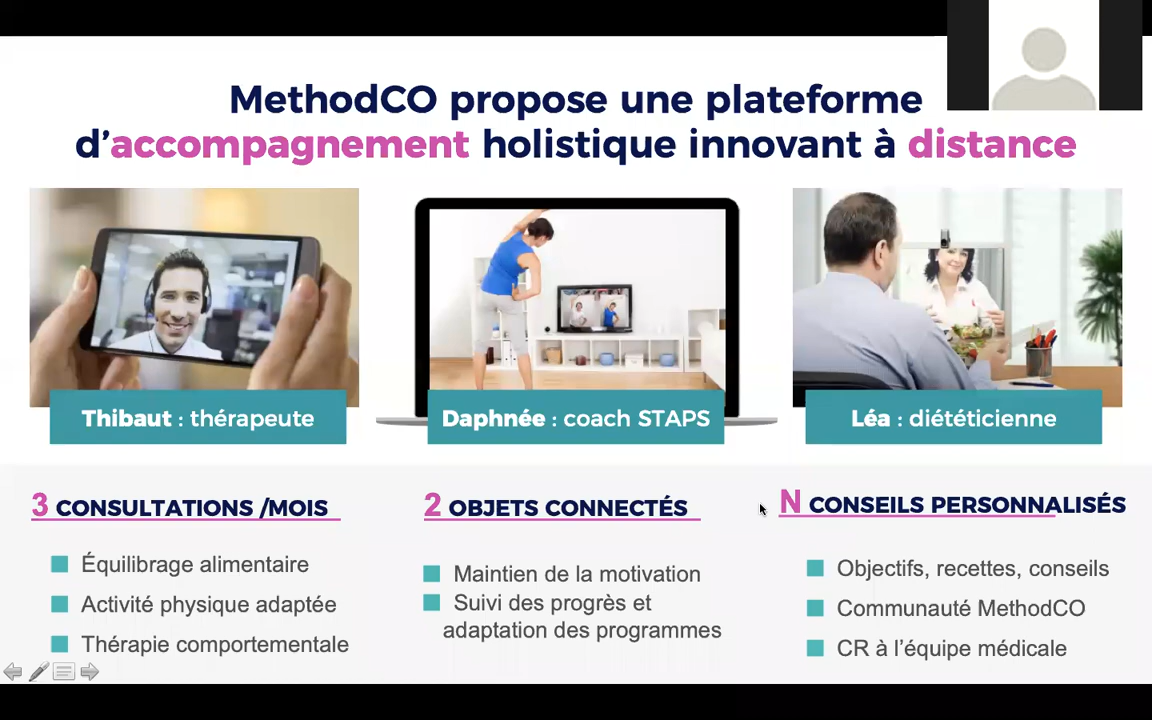 MethodCO propose une plateforme
d’accompagnement holistique innovant à distance
Thibaut : thérapeute
Daphnée : coach STAPS
Léa : diététicienne
3 CONSULTATIONS /MOIS
Équilibrage alimentaire
Activité physique adaptée
Thérapie comportementale
2 OBJETS CONNECTÉS
Maintien de la motivation
Suivi des progrès et
adaptation des programmes
N CONSEILS PERSONNALISÉS
Objectifs, recettes, conseils
Communauté MethodCO
CR à l’équipe médicale